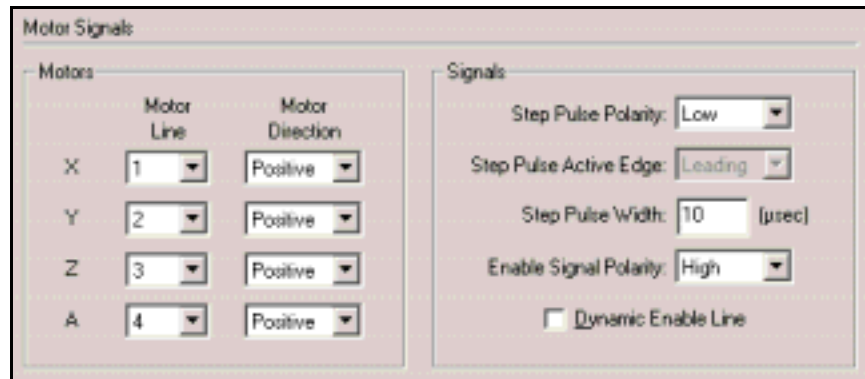 Motor Signals
Motors
Motor Line
Motor Direction
X 1 Positive
Y 2 Positive
Z 3 Positive
A 4 Positive
Signals
Step Pulse Polarity: Low
Step Pulse Active Edge: Leading
Step Pulse Width: 10 (µsec)
Enable Signal Polarity: High
Dynamic Enable Line